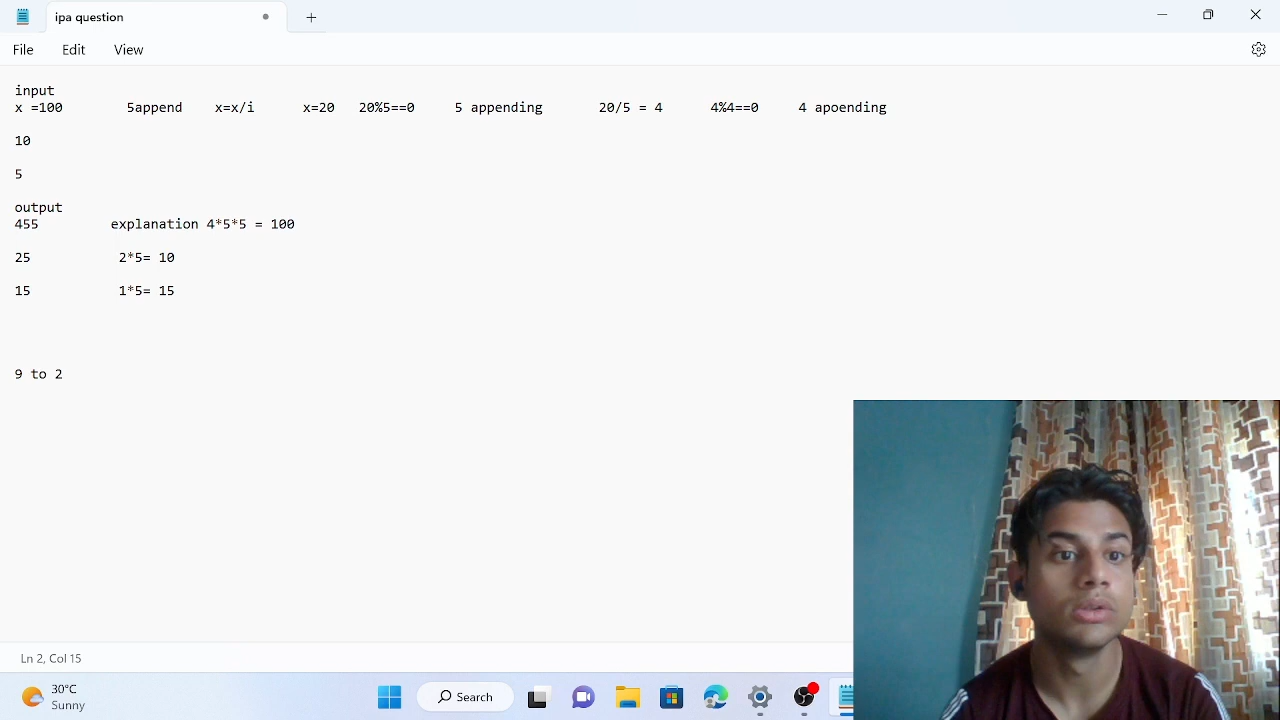 ipa question
File Edit View
input
x =100 5append x=x/i x=20 20%5==0 5 appending 20/5 = 4 4%4==0 4 apoending
10
5
output
455 explanation 4*5*5 = 100
25 2*5= 10
15 1*5= 15
9 to 2
Ln 2, Col 15
30°C
Sunny
Search